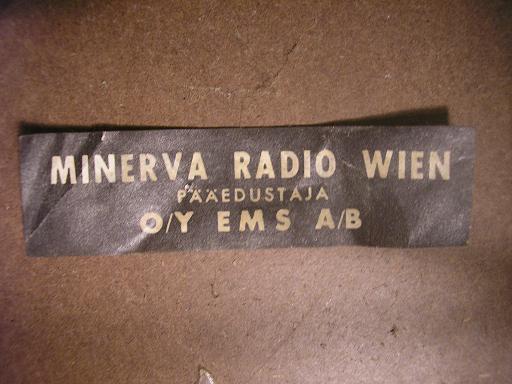 MINERVA RADIO WIEN
PÄÄEDUSTAJA
O/Y EMS A/B